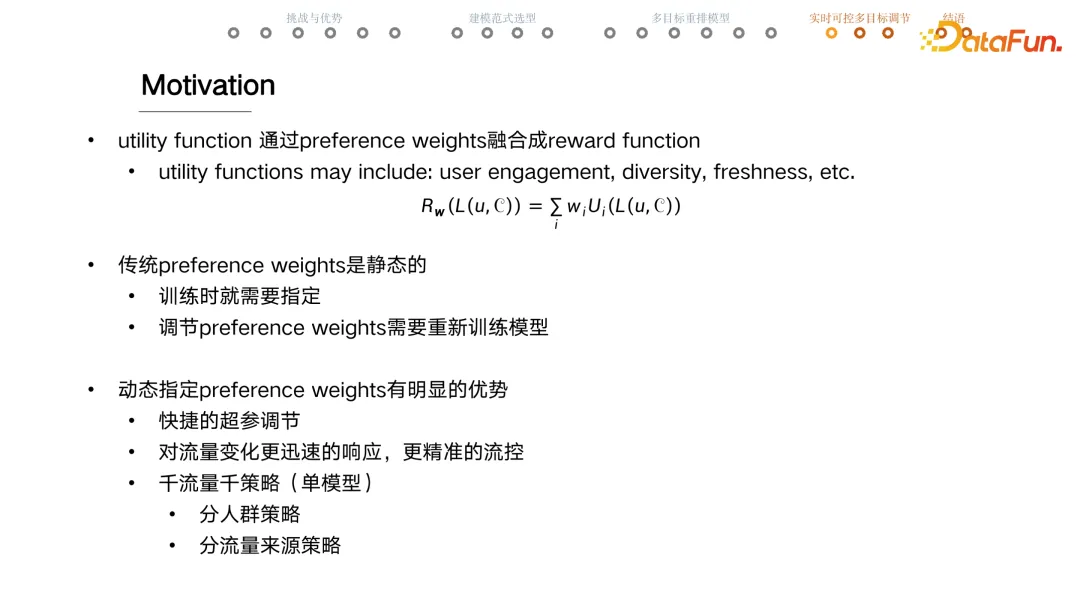 挑战与优势 建模范式选型 多目标重排模型 实时可控多目标调节 结语
DataFun.
Motivation
• utility function 通过preference weights融合成reward function
• utility functions may include: user engagement, diversity, freshness, etc.
R_w(L(u, C)) = ∑_i w_i U_i(L(u, C))
• 传统preference weights是静态的
• 训练时就需要指定
• 调节preference weights需要重新训练模型
• 动态指定preference weights有明显的优势
• 快捷的超参调节
• 对流量变化更迅速的响应，更精准的流控
• 千流量千策略（单模型）
• 分人群策略
• 分流量来源策略